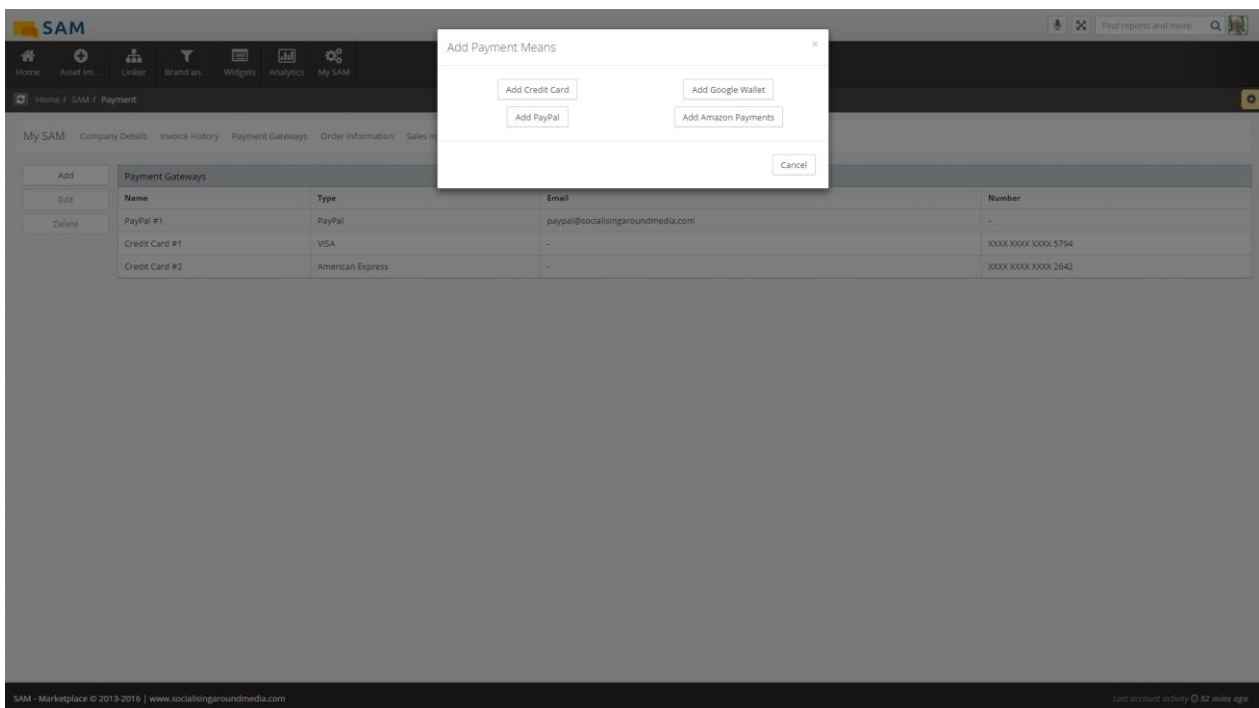 SAM
Find reports and more
Home Asset Im... Linker Brand an... Widgets Analytics My SAM
Home / SAM / Payment
Add Payment Means ×
Add Credit Card Add Google Wallet
Add PayPal Add Amazon Payments
Cancel
My SAM Company Details Invoice History Payment Gateways Order Information
Add
Edit
Delete
Payment Gateways
Name Type Email Number
PayPal #1 PayPal paypal@socialisingaroundmedia.com -
Credit Card #1 VISA - XXXX XXXX XXXX 5794
Credit Card #2 American Express - XXXX XXXX XXXX 2642
SAM - Marketplace © 2013-2016 | www.socialisingaroundmedia.com
Last account activity 32 mins ago